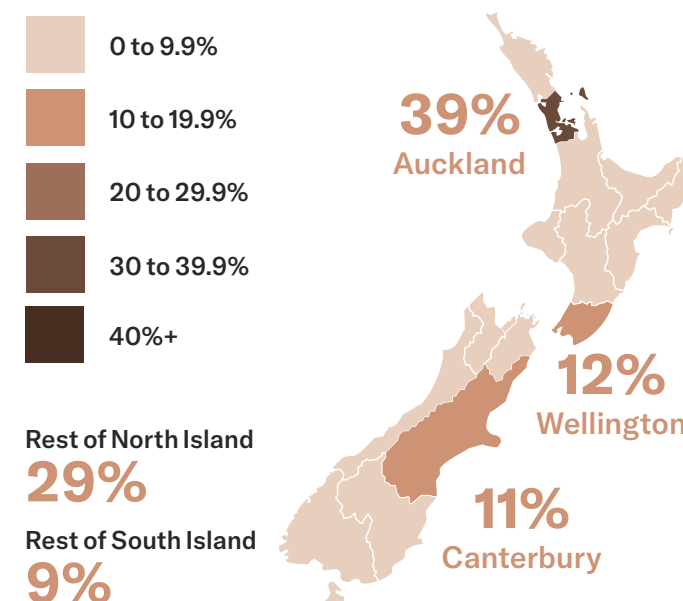 0 to 9.9%
10 to 19.9%
20 to 29.9%
30 to 39.9%
40%+
Rest of North Island
29%
Rest of South Island
9%
39%
Auckland
12%
Wellington
11%
Canterbury